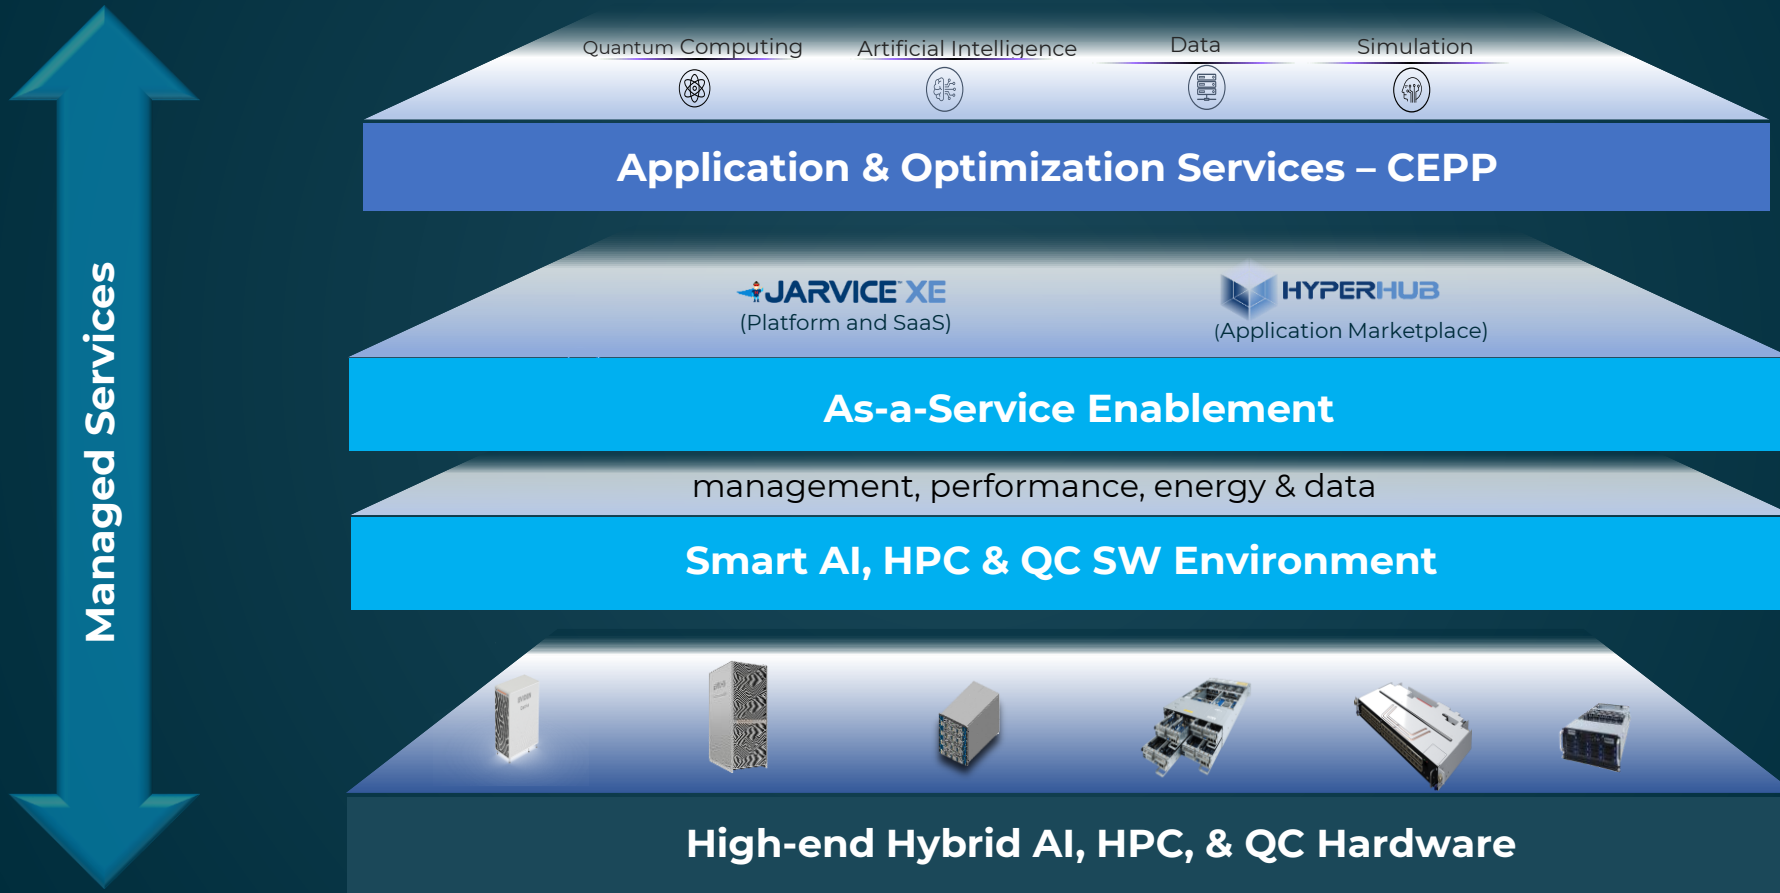 Quantum Computing
Artificial Intelligence
Data
Simulation
Application & Optimization Services – CEPP
JARVICE™ XE
(Platform and SaaS)
HYPERHUB
(Application Marketplace)
As-a-Service Enablement
management, performance, energy & data
Smart AI, HPC & QC SW Environment
High-end Hybrid AI, HPC, & QC Hardware
Managed Services